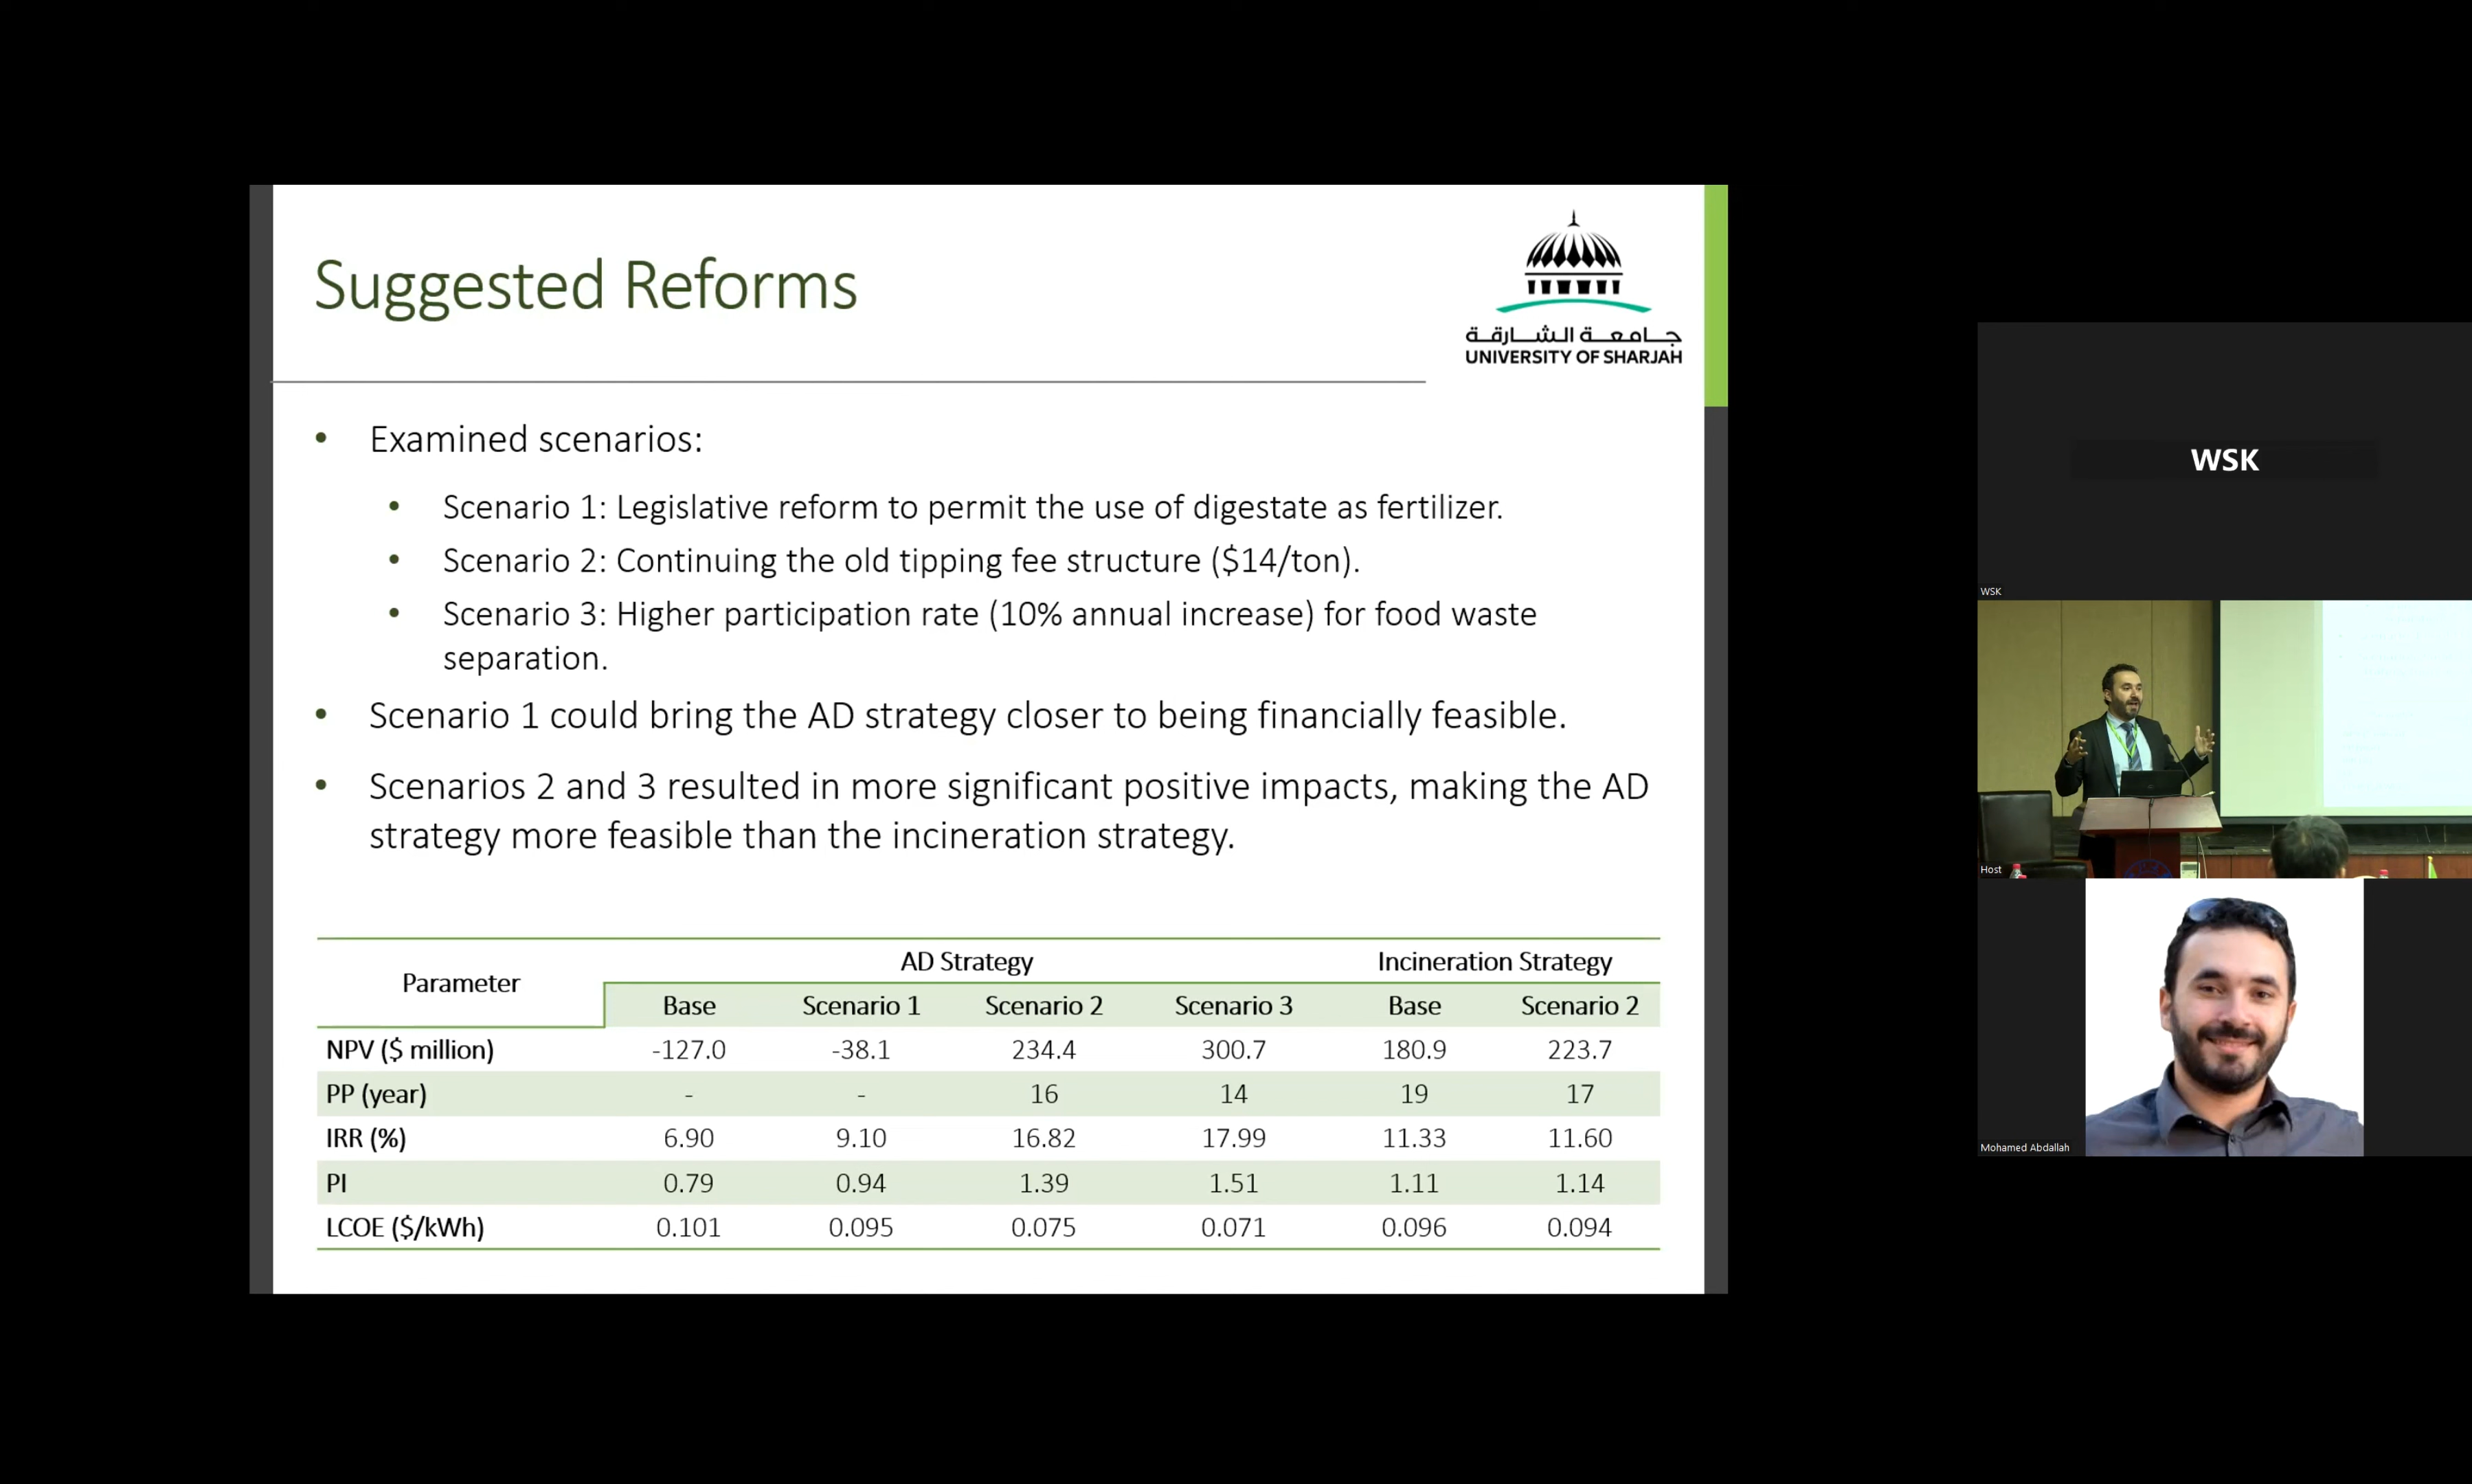 Suggested Reforms
جامعة الشارقة
UNIVERSITY OF SHARJAH
• Examined scenarios:
• Scenario 1: Legislative reform to permit the use of digestate as fertilizer.
• Scenario 2: Continuing the old tipping fee structure ($14/ton).
• Scenario 3: Higher participation rate (10% annual increase) for food waste
separation.
• Scenario 1 could bring the AD strategy closer to being financially feasible.
• Scenarios 2 and 3 resulted in more significant positive impacts, making the AD
strategy more feasible than the incineration strategy.
Parameter AD Strategy Incineration Strategy
Base Scenario 1 Scenario 2 Scenario 3 Base Scenario 2
NPV ($ million) -127.0 -38.1 234.4 300.7 180.9 223.7
PP (year) - - 16 14 19 17
IRR (%) 6.90 9.10 16.82 17.99 11.33 11.60
PI 0.79 0.94 1.39 1.51 1.11 1.14
LCOE ($/kWh) 0.101 0.095 0.075 0.071 0.096 0.094
WSK
WSK
Host
Mohamed Abdallah